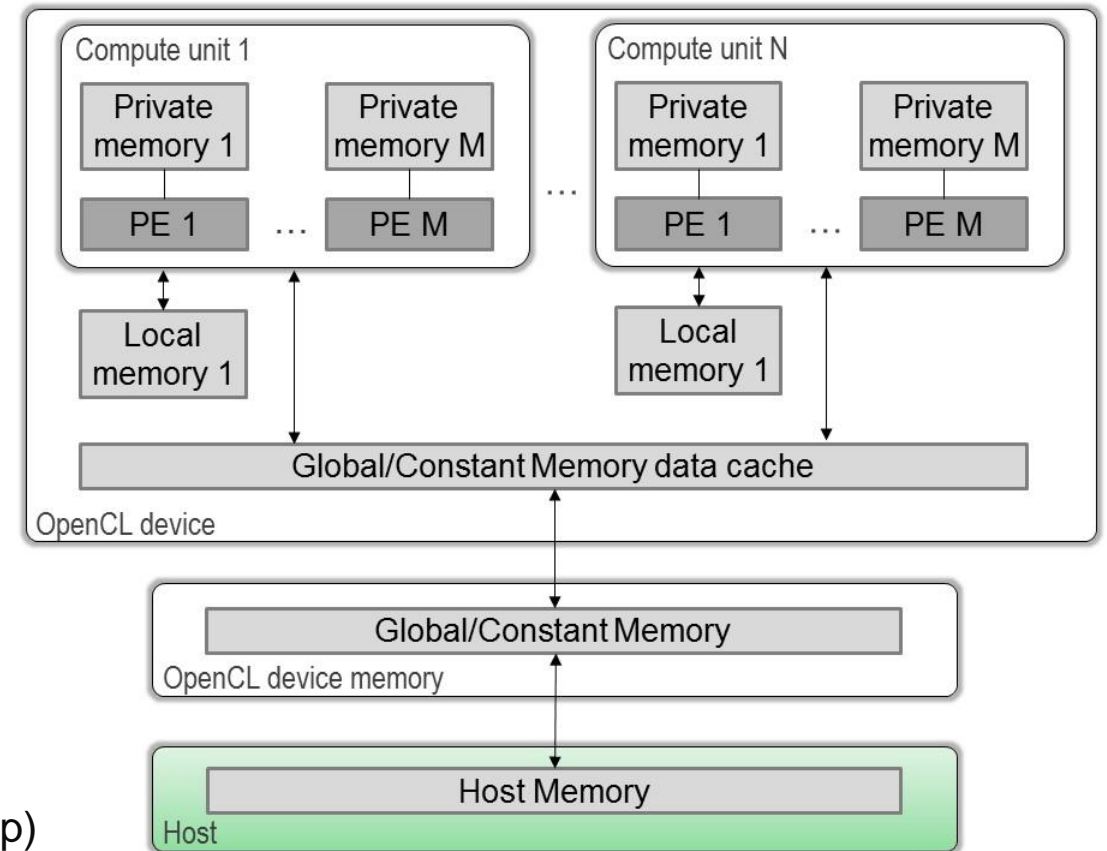 Compute unit 1
Private
memory 1
Private
memory M
PE 1
...
PE M
...
Compute unit N
Private
memory 1
Private
memory M
PE 1
...
PE M
Local
memory 1
Local
memory 1
Global/Constant Memory data cache
OpenCL device
Global/Constant Memory
OpenCL device memory
Host Memory
Host
p)